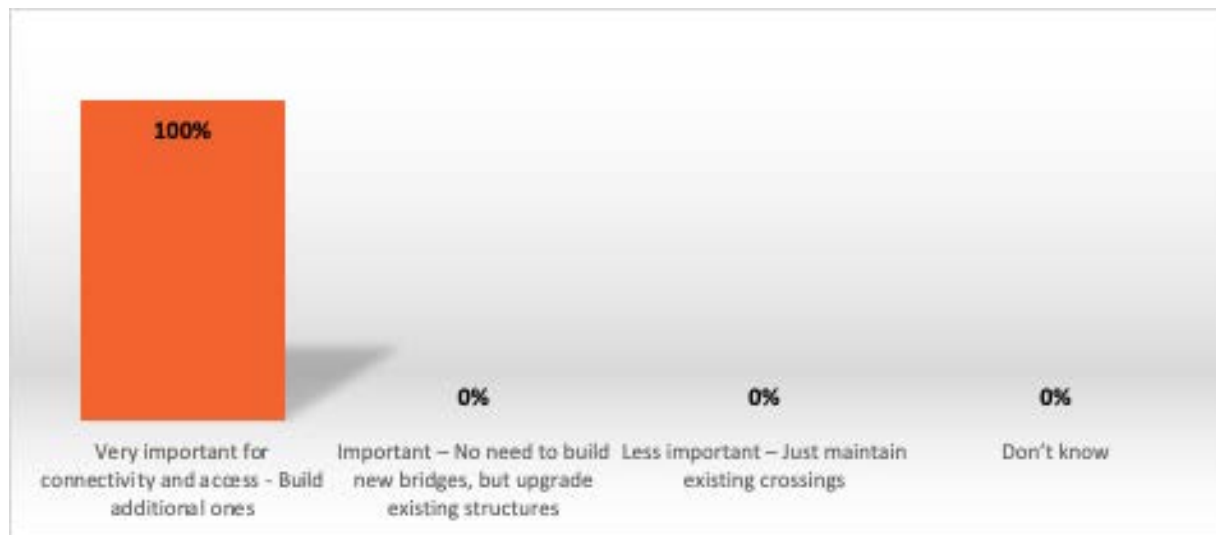 100%
0%
0%
0%
Very important for
connectivity and access - Build
additional ones
Important – No need to build
new bridges, but upgrade
existing structures
Less important – Just maintain
existing crossings
Don't know